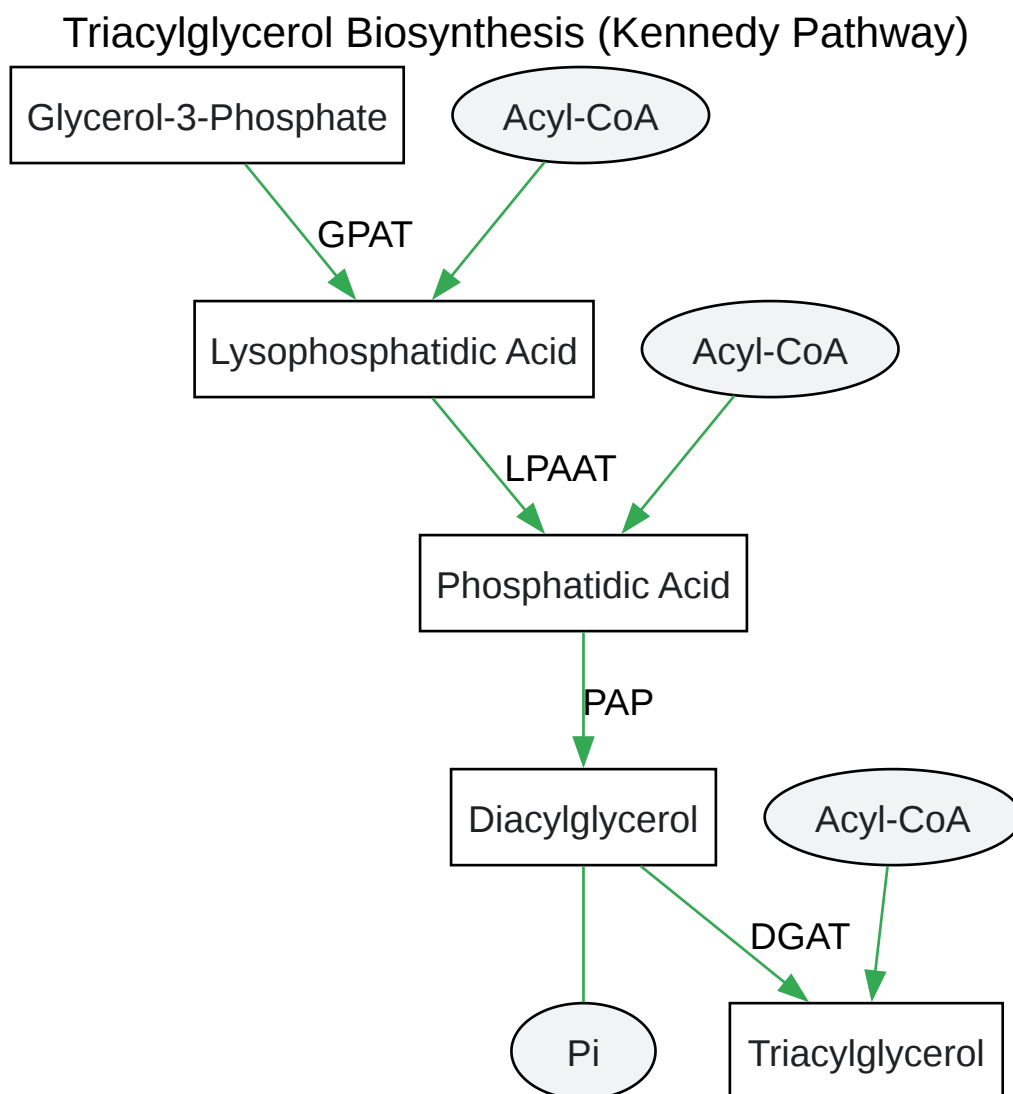 Triacylglycerol Biosynthesis (Kennedy Pathway)
Glycerol-3-Phosphate
Acyl-CoA
GPAT
Lysophosphatidic Acid
Acyl-CoA
LPAAT
Phosphatidic Acid
PAP
Diacylglycerol
Acyl-CoA
DGAT
Pi
Triacylglycerol